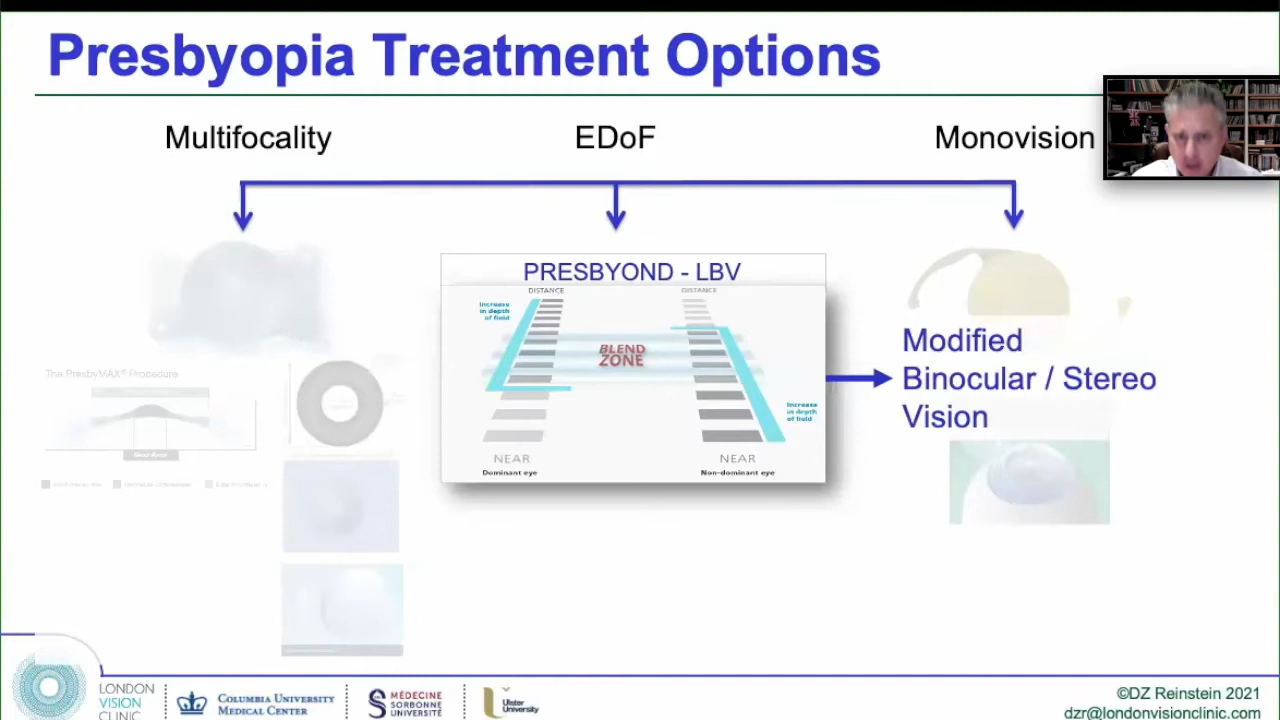 Presbyopia Treatment Options
Multifocality
EDoF
Monovision
PRESBYOND - LBV
DISTANCE
DISTANCE
Increase
in depth
of field
BLEND
ZONE
Increase
in depth
of field
NEAR
NEAR
Dominant eye
Non-dominant eye
Modified
Binocular / Stereo
Vision
The PresbyMAX® Procedure
LONDON
VISION
CLINIC
COLUMBIA UNIVERSITY
MEDICAL CENTER
MÉDECINE
SORBONNE
UNIVERSITÉ
Ulster
University
©DZ Reinstein 2021
dzr@londonvisionclinic.com